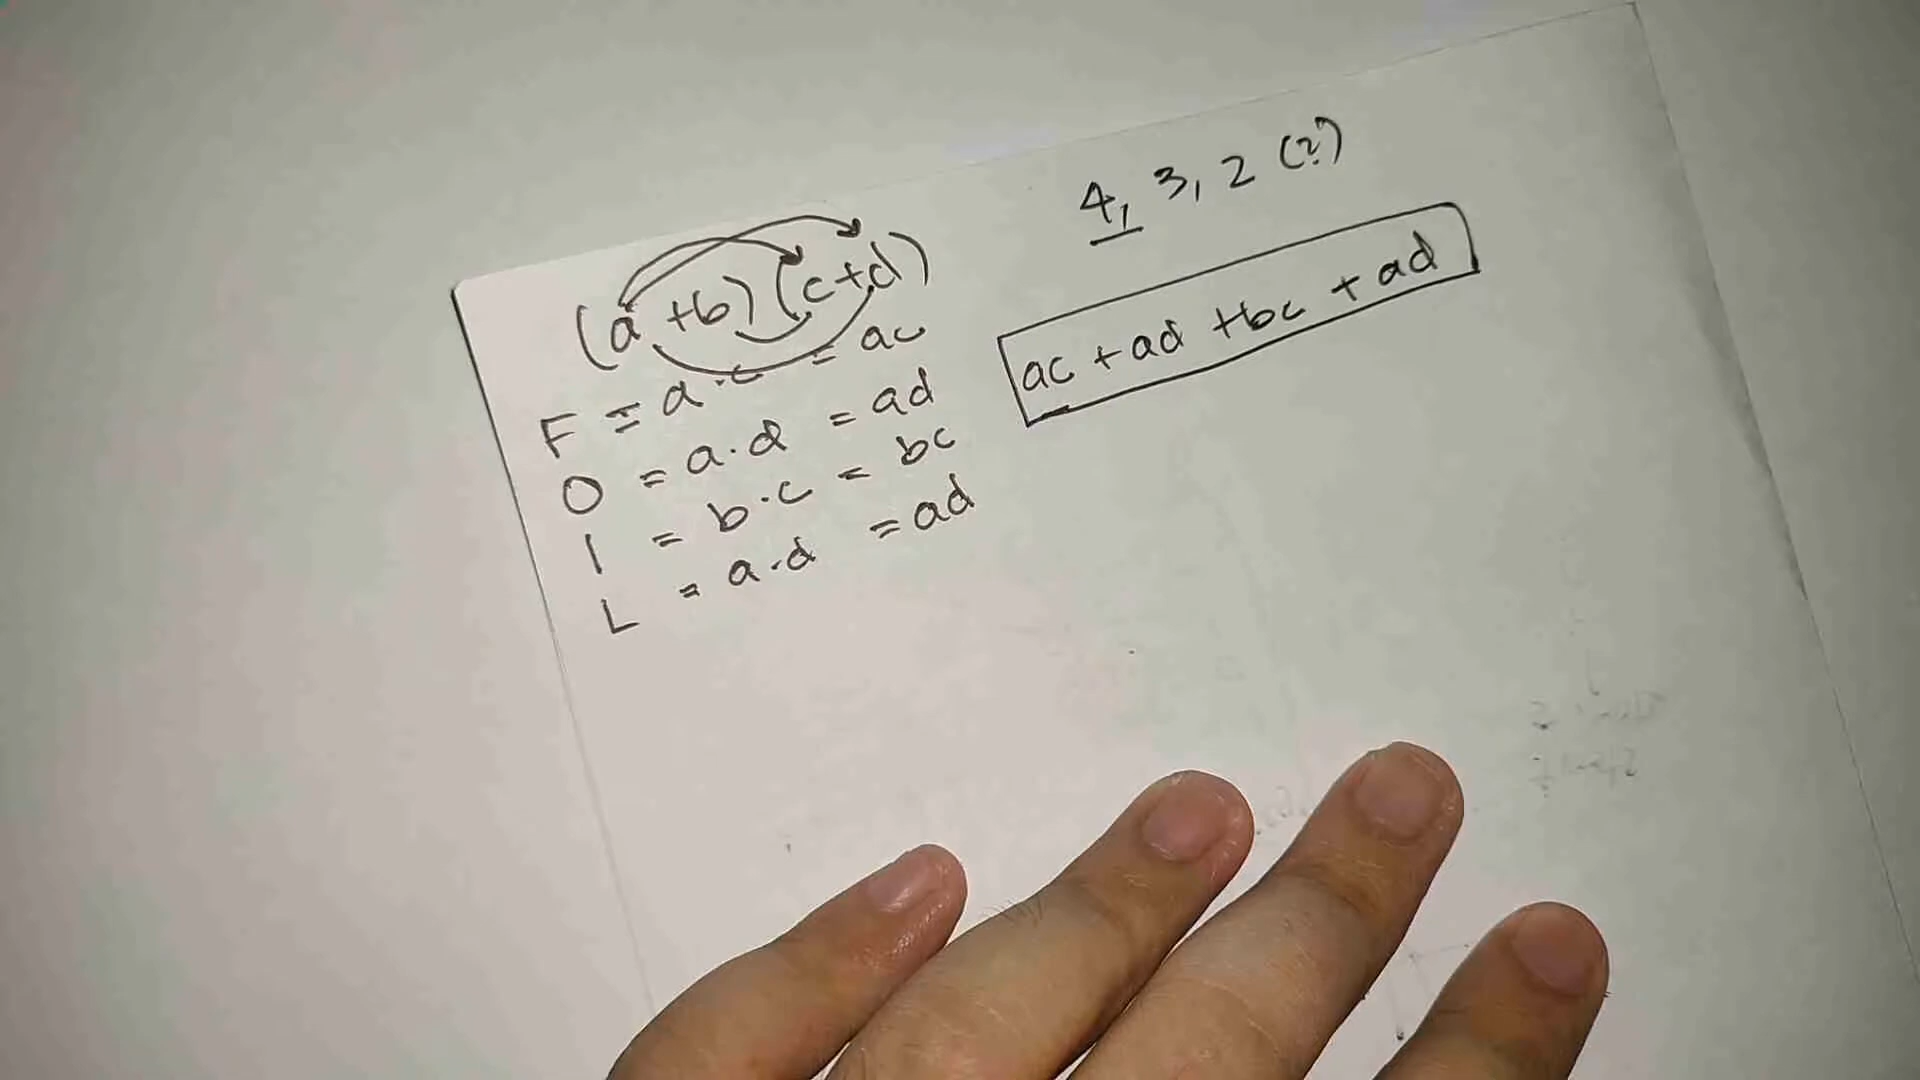 4, 3, 2 (?)
(a +b) (c+d)
F = a · c = ac
O = a · d = ad
I = b · c = bc
L = a · d = ad
ac + ad + bc + ad